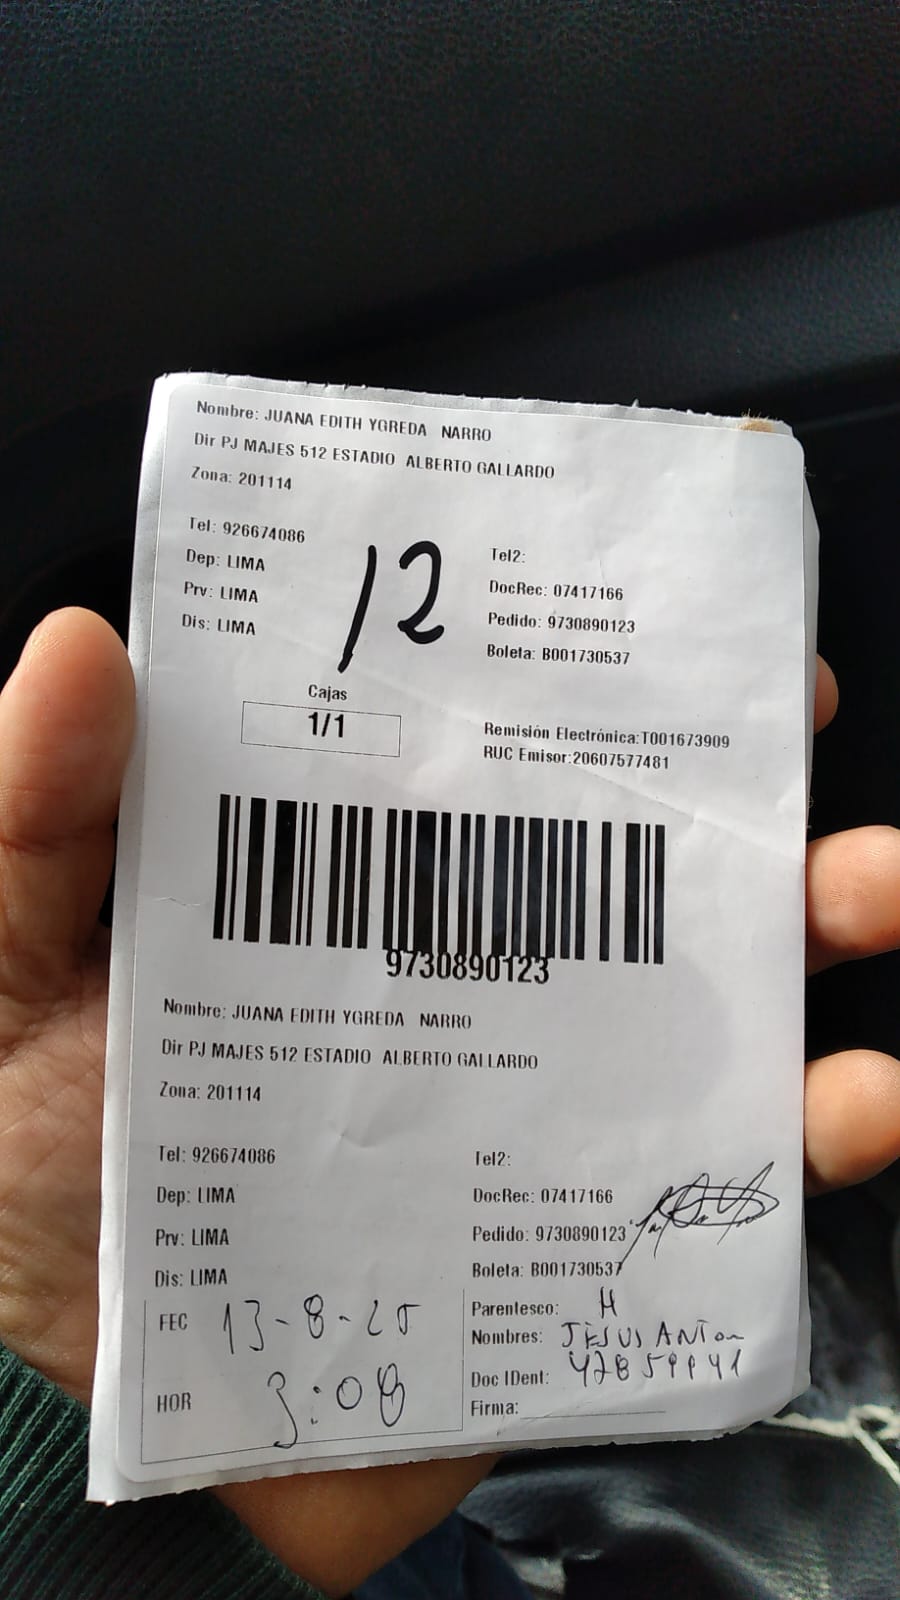 Nombre: JUANA EDITH YGREDA NARRO
Dir PJ MAJES 512 ESTADIO ALBERTO GALLARDO
Zona: 201114
Tel: 926674086
Dep: LIMA
Prv: LIMA
Dis: LIMA
12
Tel2:
DocRec: 07417166
Pedido: 9730890123
Boleta: B001730537
Cajas
1/1
Remisión Electrónica:T001673909
RUC Emisor:20607577481
9730890123
Nombre: JUANA EDITH YGREDA NARRO
Dir PJ MAJES 512 ESTADIO ALBERTO GALLARDO
Zona: 201114
Tel: 926674086
Dep: LIMA
Prv: LIMA
Dis: LIMA
Tel2:
DocRec: 07417166
Pedido: 9730890123
Boleta: B001730537
FEC 13-8-25
HOR 3:08
Parentesco: H
Nombres: JESUS ANTON
Doc IDent:
Firma: